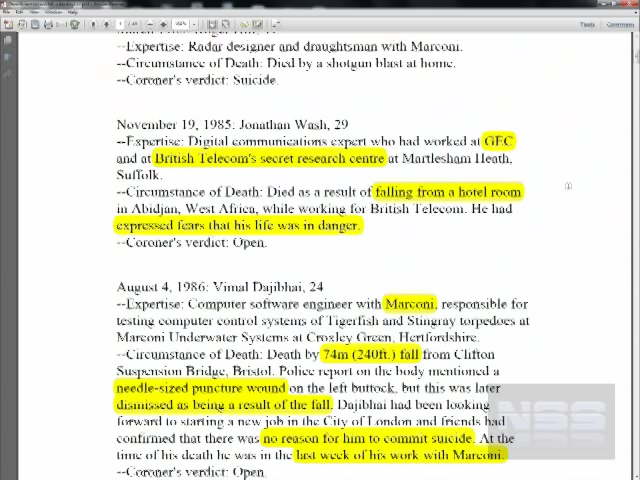 --Expertise: Radar designer and draughtsman with Marconi.
--Circumstance of Death: Died by a shotgun blast at home.
--Coroner's verdict: Suicide.
November 19, 1985: Jonathan Wash, 29
--Expertise: Digital communications expert who had worked at GEC
and at British Telecom's secret research centre at Martlesham Heath,
Suffolk.
--Circumstance of Death: Died as a result of falling from a hotel room
in Abidjan, West Africa, while working for British Telecom. He had
expressed fears that his life was in danger.
--Coroner's verdict: Open.
August 4, 1986: Vimal Dajibhai, 24
--Expertise: Computer software engineer with Marconi, responsible for
testing computer control systems of Tigerfish and Stingray torpedoes at
Marconi Underwater Systems at Croxley Green, Hertfordshire.
--Circumstance of Death: Death by 74m (240ft.) fall from Clifton
Suspension Bridge, Bristol. Police report on the body mentioned a
needle-sized puncture wound on the left buttock, but this was later
dismissed as being a result of the fall. Dajibhai had been looking
forward to starting a new job in the City of London and friends had
confirmed that there was no reason for him to commit suicide. At the
time of his death he was in the last week of his work with Marconi.
--Coroner's verdict: Open.
NSS
Tools
Comment